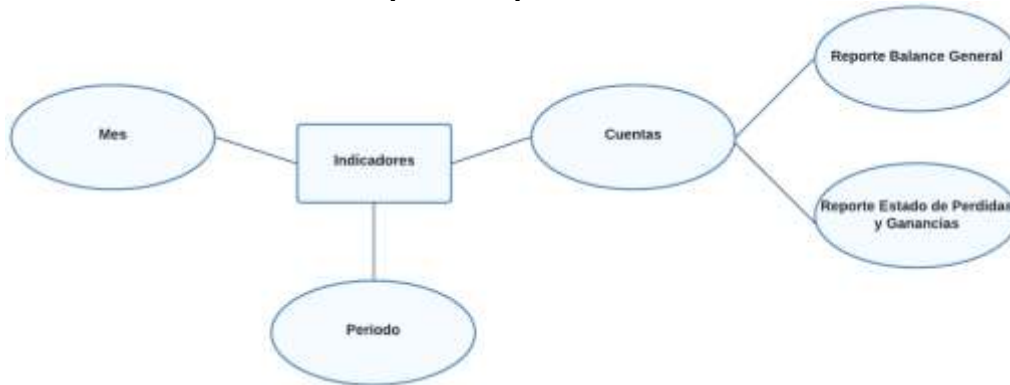 Reporte Balance General
Mes
Cuentas
Indicadores
Reporte Estado de Perdidas
y Ganancias
Periodo